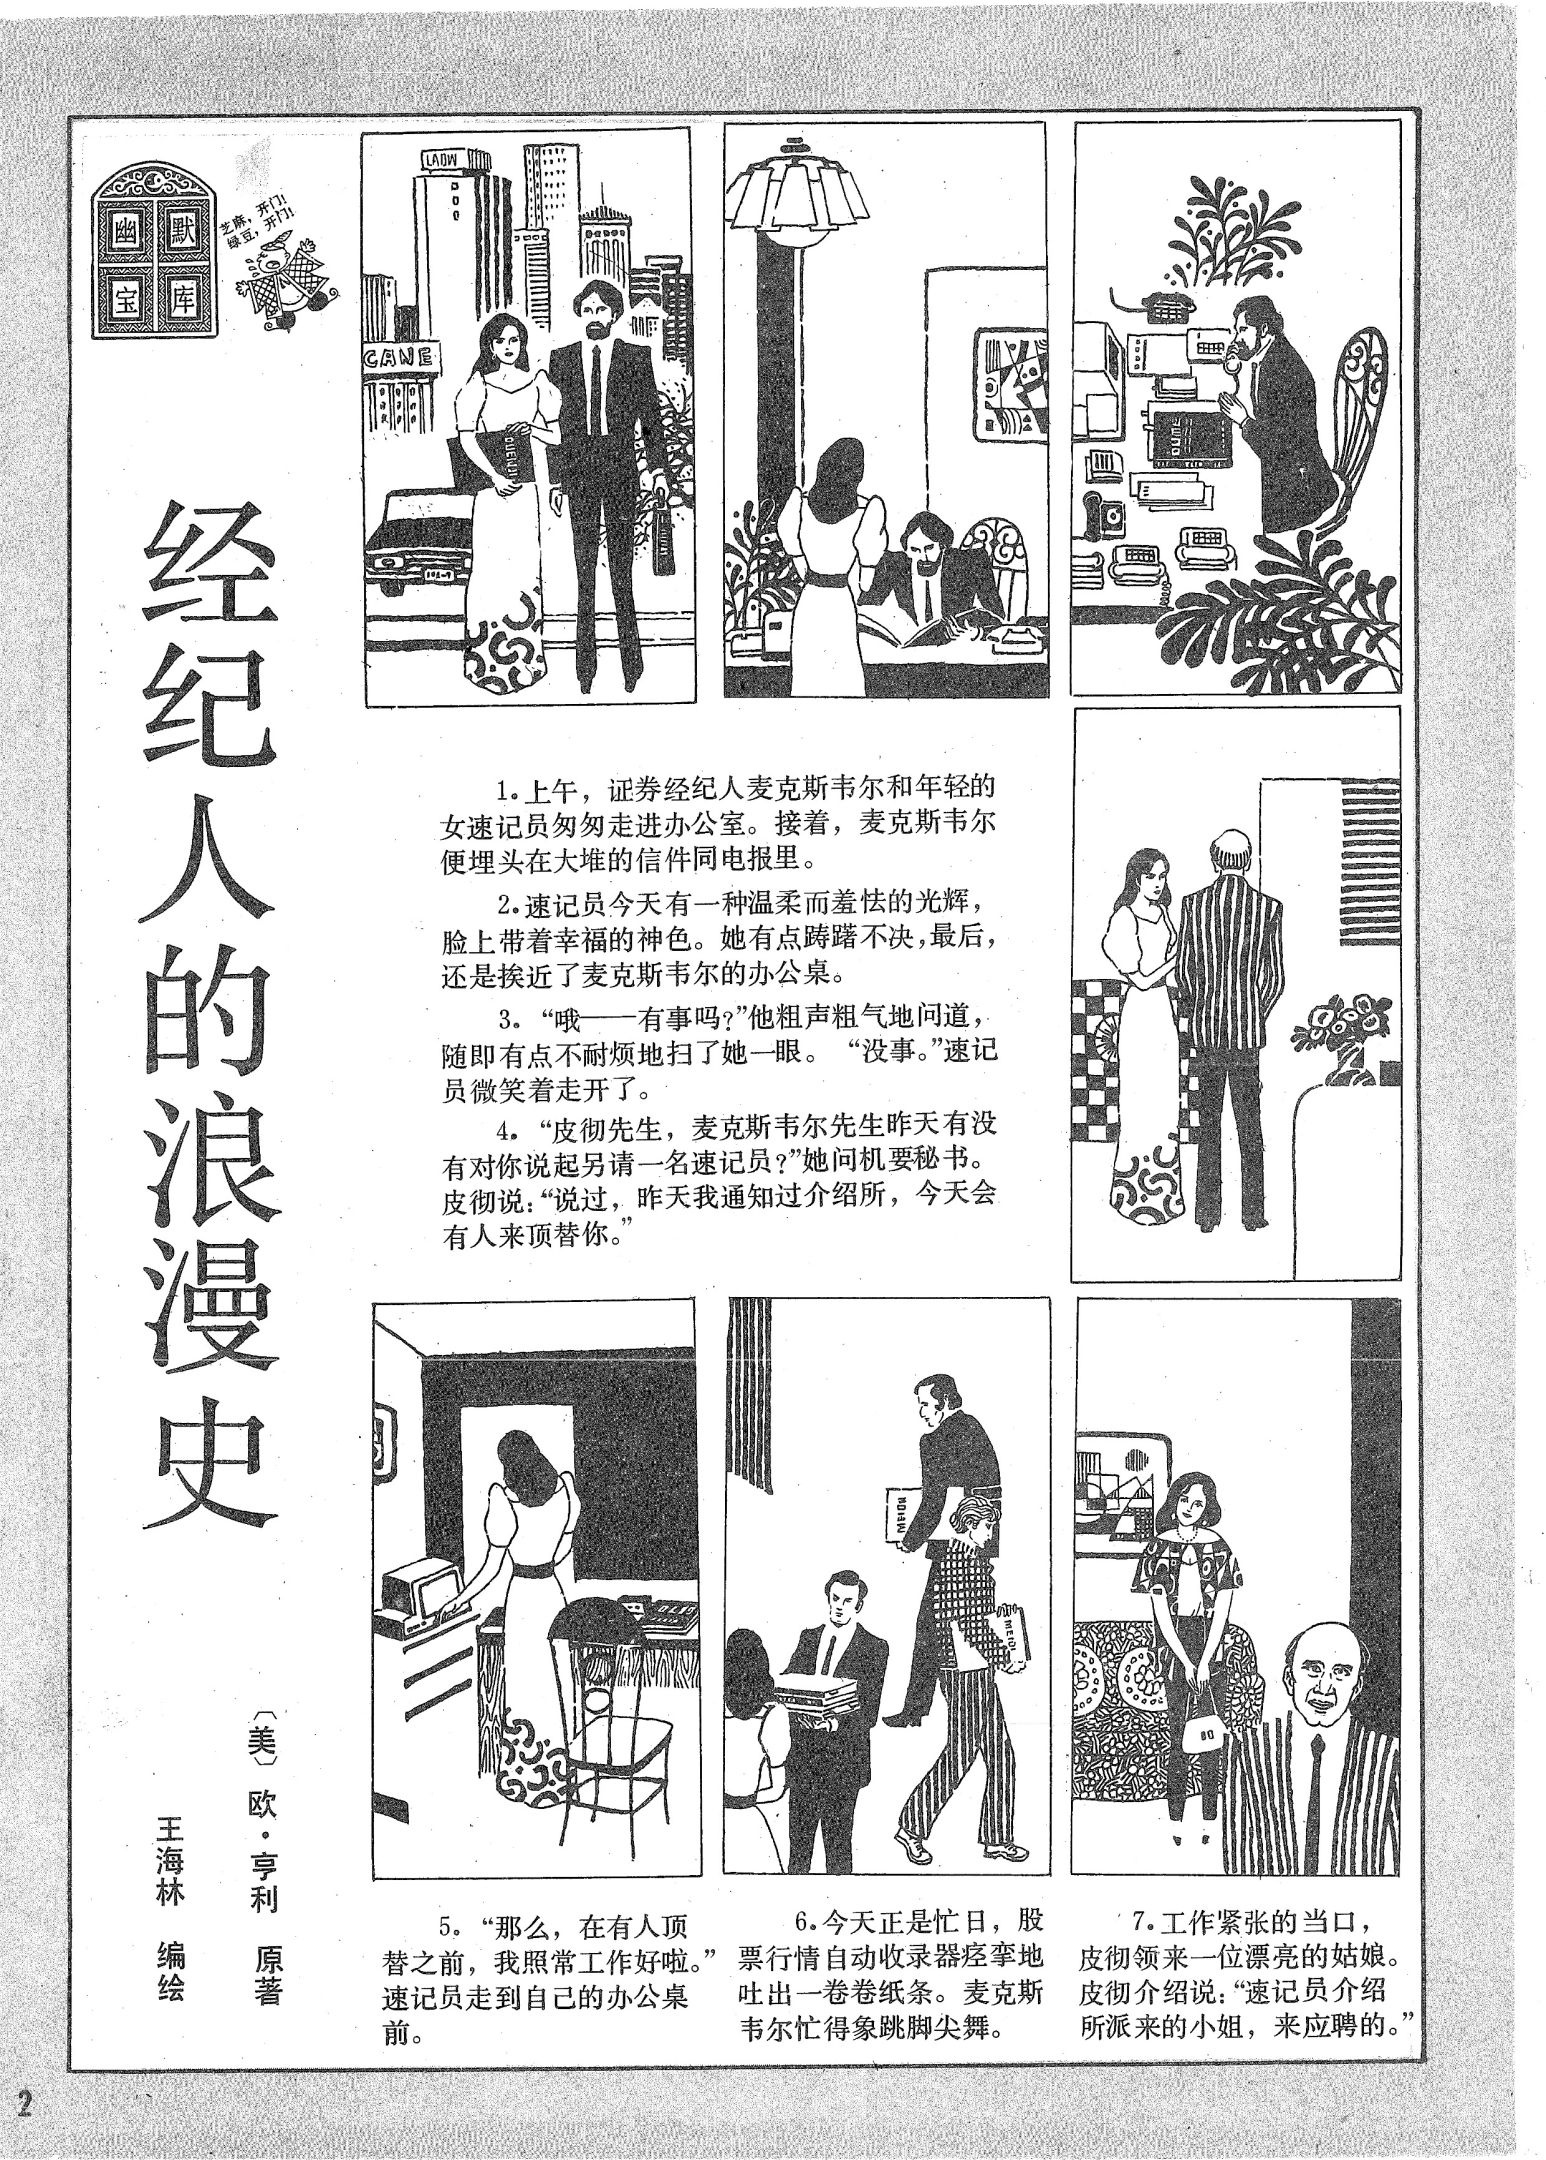 幽默
宝库
芝麻，开门！
绿豆，开门！
经纪人的浪漫史
〔美〕欧·亨利 原著
王海林 编绘
LAOW
CANE
1。上午，证券经纪人麦克斯韦尔和年轻的
女速记员匆匆走进办公室。接着，麦克斯韦尔
便埋头在大堆的信件同电报里。
2。速记员今天有一种温柔而羞怯的光辉，
脸上带着幸福的神色。她有点踌躇不决，最后，
还是挨近了麦克斯韦尔的办公桌。
3。“哦——有事吗？”他粗声粗气地问道，
随即有点不耐烦地扫了她一眼。“没事。”速记
员微笑着走开了。
4。“皮彻先生，麦克斯韦尔先生昨天有没
有对你说起另请一名速记员？”她问机要秘书。
皮彻说：“说过，昨天我通知过介绍所，今天会
有人来顶替你。”
5。“那么，在有人顶
替之前，我照常工作好啦。”
速记员走到自己的办公桌
前。
6。今天正是忙日，股
票行情自动收录器痉挛地
吐出一卷卷纸条。麦克斯
韦尔忙得象跳脚尖舞。
7。工作紧张的当口，
皮彻领来一位漂亮的姑娘。
皮彻介绍说：“速记员介绍
所派来的小姐，来应聘的。”
2